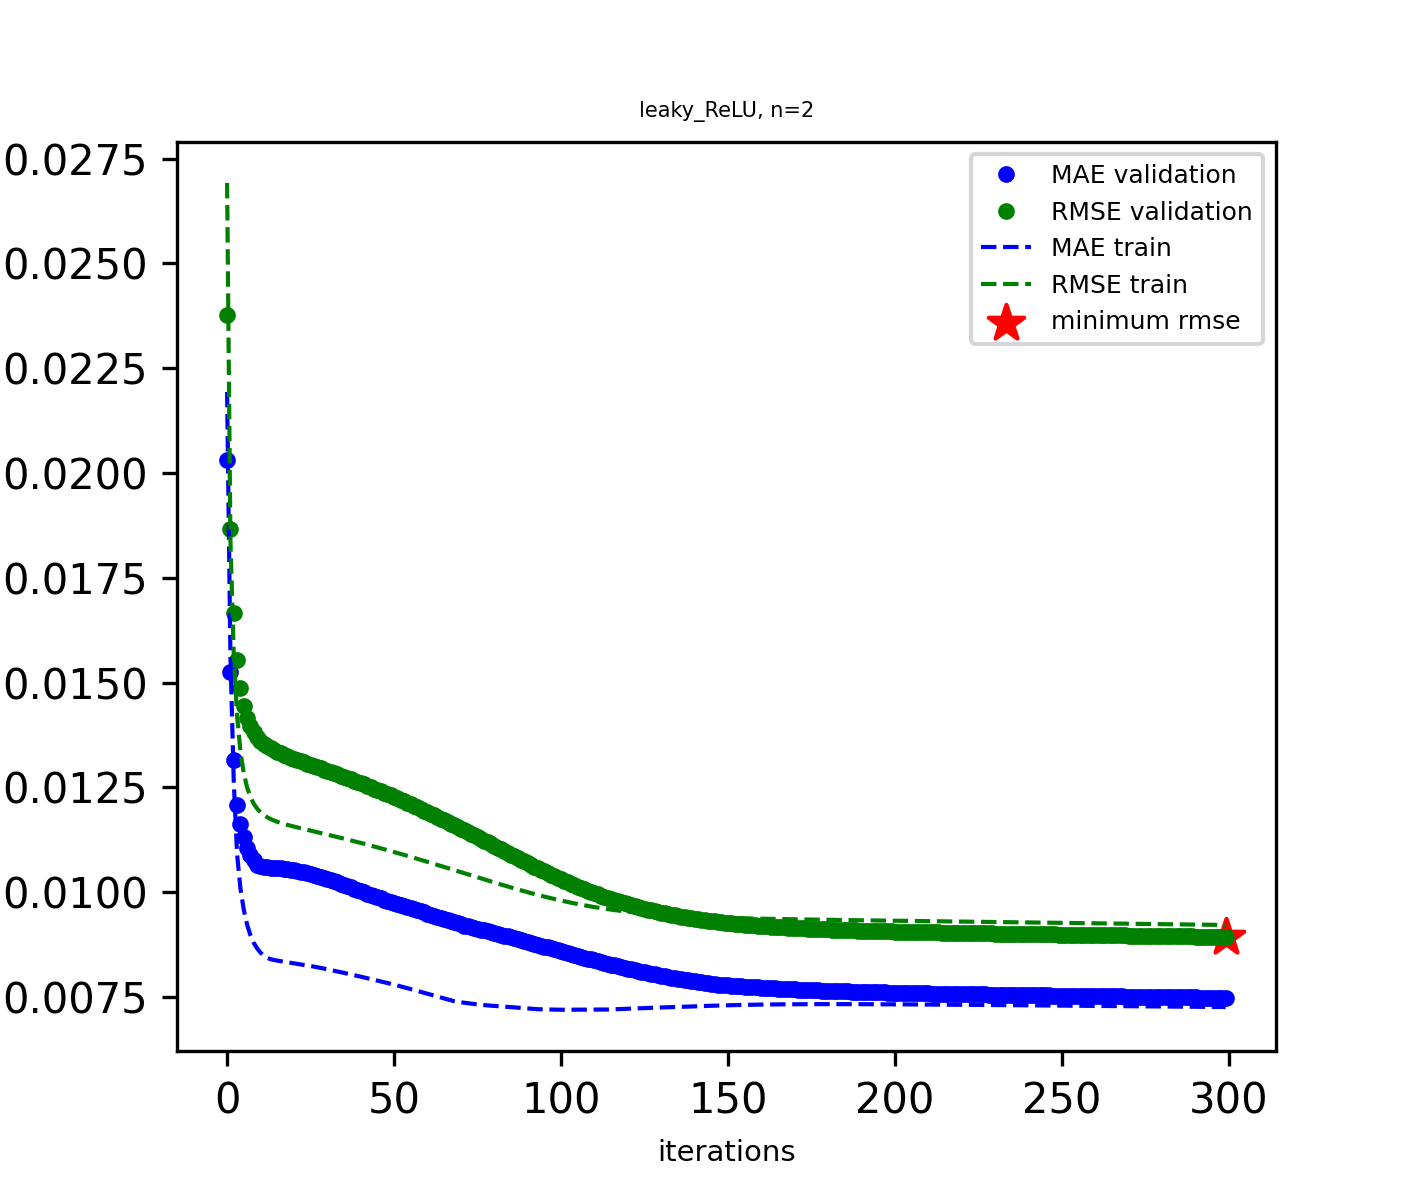 leaky_ReLU, n=2
0.0275
0.0250
0.0225
0.0200
0.0175
0.0150
0.0125
0.0100
0.0075
MAE validation
RMSE validation
MAE train
RMSE train
minimum rmse
0 50 100 150 200 250 300
iterations